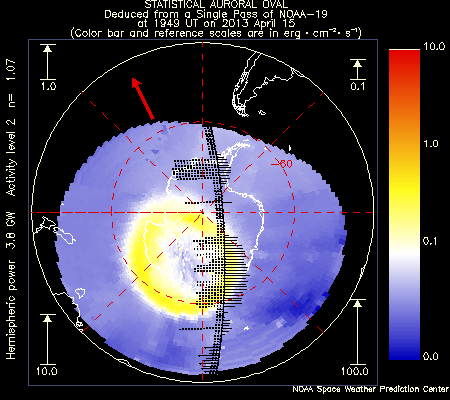 STATISTICAL AURORAL OVAL
Deduced from a Single Pass of NOAA-19
at 1949 UT on 2013 April 15
(Color bar and reference scales are in erg · cm⁻² · s⁻¹)
Hemispheric power 3.8 GW Activity level 2 n= 1.07
1.0
0.1
10.0
100.0
-60
10.0
1.0
0.1
0.0
NOAA Space Weather Prediction Center